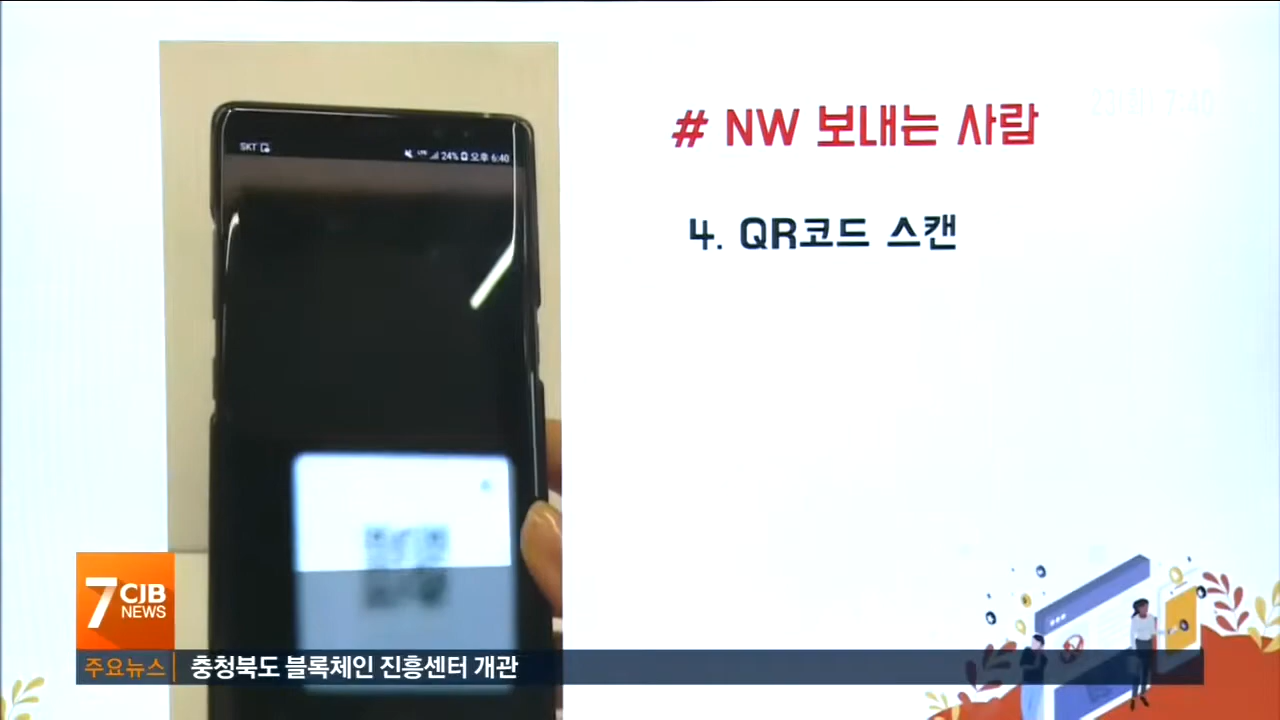 # NW 보내는 사람
4. QR코드 스캔
SKT
LTE 24% 오후 6:40
7 CJB
NEWS
주요뉴스 충청북도 블록체인 진흥센터 개관